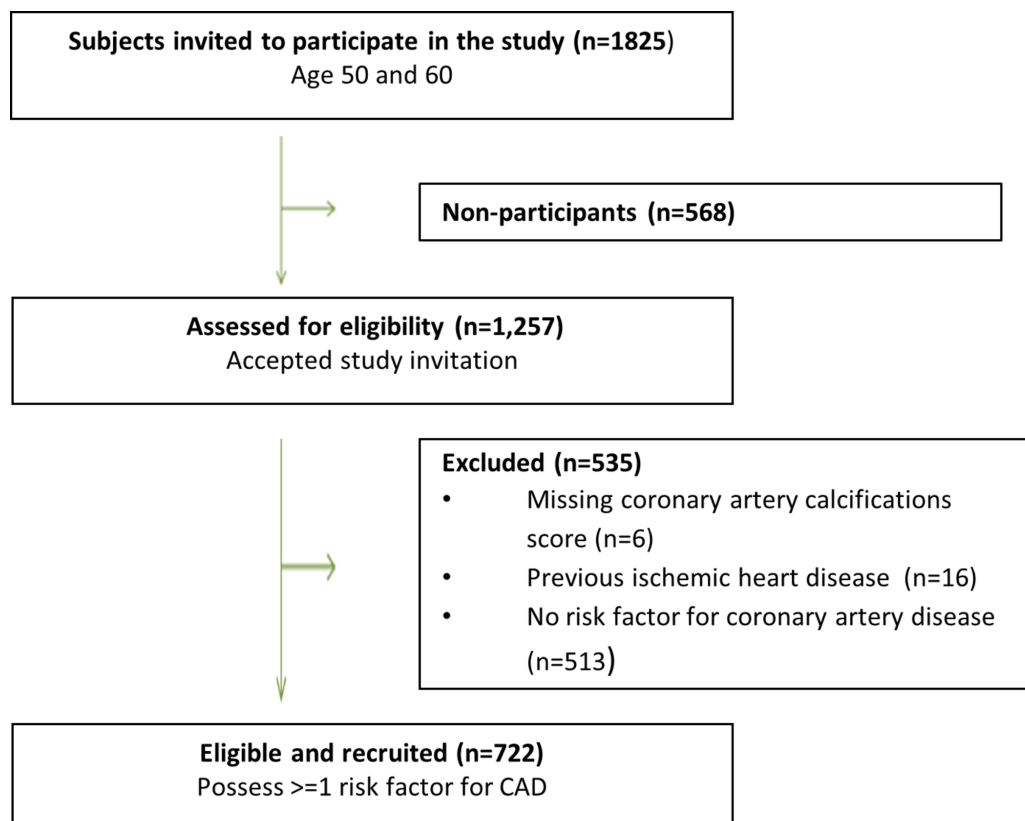 Subjects invited to participate in the study (n=1825)
Age 50 and 60
Non-participants (n=568)
Assessed for eligibility (n=1,257)
Accepted study invitation
Excluded (n=535)
• Missing coronary artery calcifications
score (n=6)
• Previous ischemic heart disease (n=16)
• No risk factor for coronary artery disease
(n=513)
Eligible and recruited (n=722)
Possess >=1 risk factor for CAD